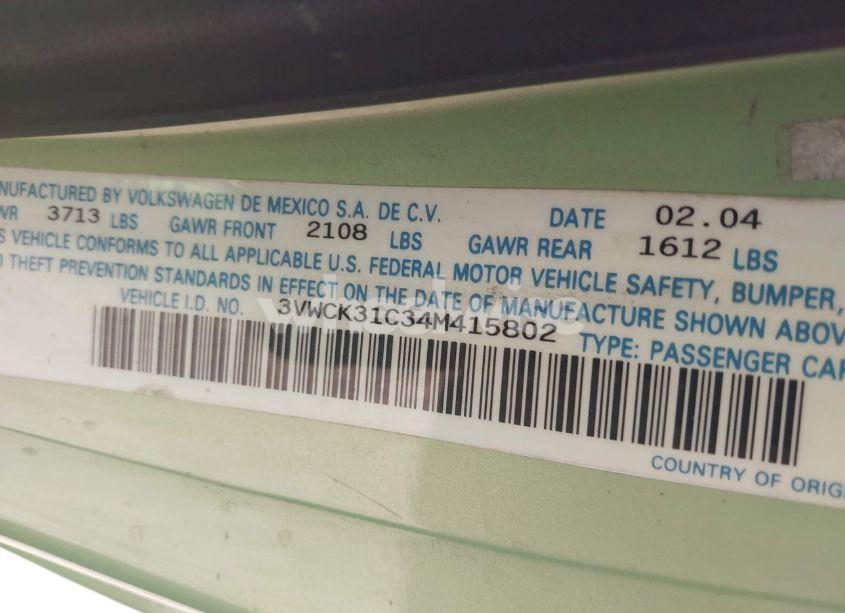 NUFACTURED BY VOLKSWAGEN DE MEXICO S.A. DE C.V. DATE 02.04
WR 3713 LBS GAWR FRONT 2108 LBS GAWR REAR 1612 LBS
S VEHICLE CONFORMS TO ALL APPLICABLE U.S. FEDERAL MOTOR VEHICLE SAFETY, BUMPER,
D THEFT PREVENTION STANDARDS IN EFFECT ON THE DATE OF MANUFACTURE SHOWN ABOV
VEHICLE I.D. NO. 3VWCK31C34M415802 TYPE: PASSENGER CAR
COUNTRY OF ORIG